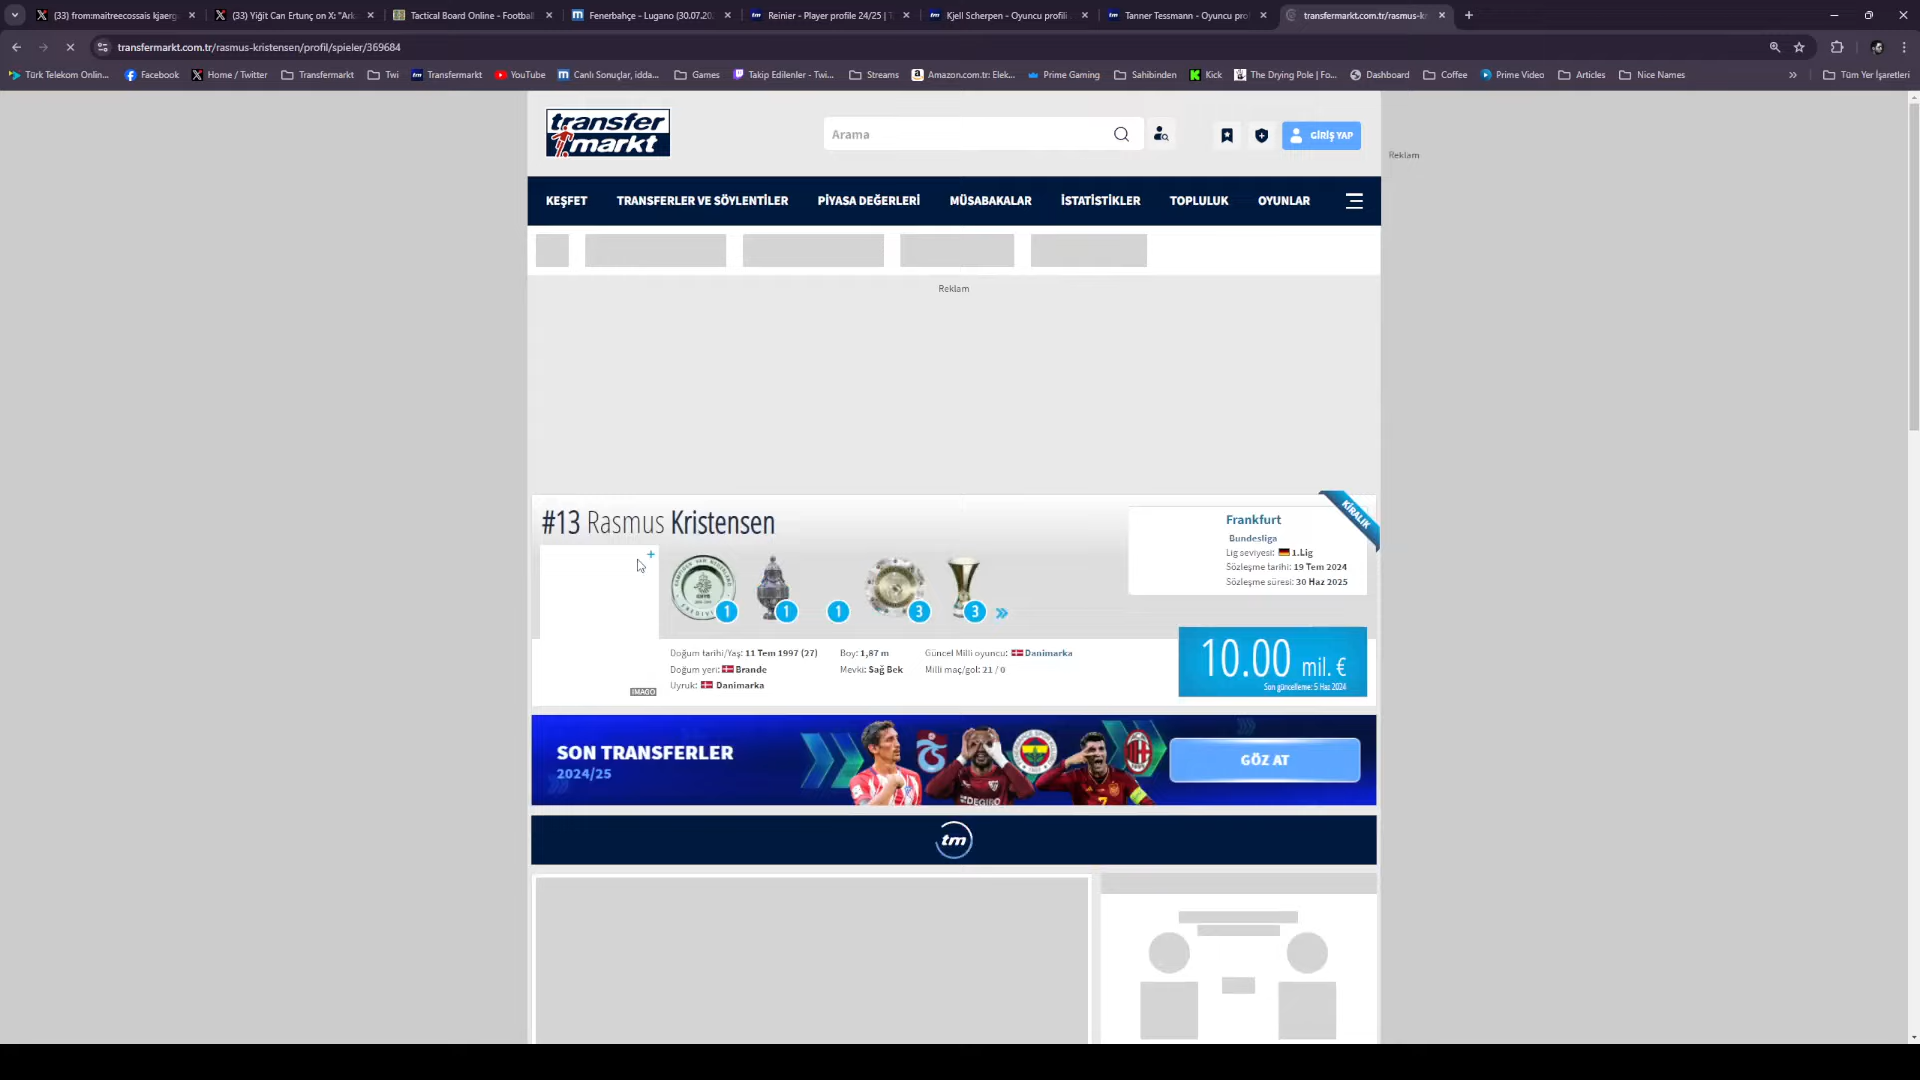 (33) from:maitreecossais kjaerg
(33) Yiğit Can Ertunç on X: "Ark
Tactical Board Online - Football
Fenerbahçe - Lugano (30.07.20
Reinier - Player profile 24/25 | T
Kjell Scherpen - Oyuncu profili
Tanner Tessmann - Oyuncu pro
transfermarkt.com.tr/rasmus-k
transfermarkt.com.tr/rasmus-kristensen/profil/spieler/369684
Türk Telekom Onlin...
Facebook
Home / Twitter
Transfermarkt
Twi
Transfermarkt
YouTube
Canlı Sonuçlar, idda...
Games
Takip Edilenler - Twi...
Streams
Amazon.com.tr: Elek...
Prime Gaming
Sahibinden
Kick
The Drying Pole | Fo...
Dashboard
Coffee
Prime Video
Articles
Nice Names
Tüm Yer İşaretleri
transfer
markt
Arama
GİRİŞ YAP
Reklam
KEŞFET
TRANSFERLER VE SÖYLENTİLER
PİYASA DEĞERLERİ
MÜSABAKALAR
İSTATİSTİKLER
TOPLULUK
OYUNLAR
Reklam
#13 Rasmus Kristensen
Frankfurt
KİRALIK
Bundesliga
Lig seviyesi: 1.Lig
Sözleşme tarihi: 19 Tem 2024
Sözleşme süresi: 30 Haz 2025
1
1
1
3
3
Doğum tarihi/Yaş: 11 Tem 1997 (27)
Doğum yeri: Brande
Uyruk: Danimarka
Boy: 1,87 m
Mevki: Sağ Bek
Güncel Milli oyuncu: Danimarka
Milli maç/gol: 21 / 0
10.00 mil. €
Son güncelleme: 5 Haz 2024
IMAGO
SON TRANSFERLER
2024/25
GÖZ AT
tm